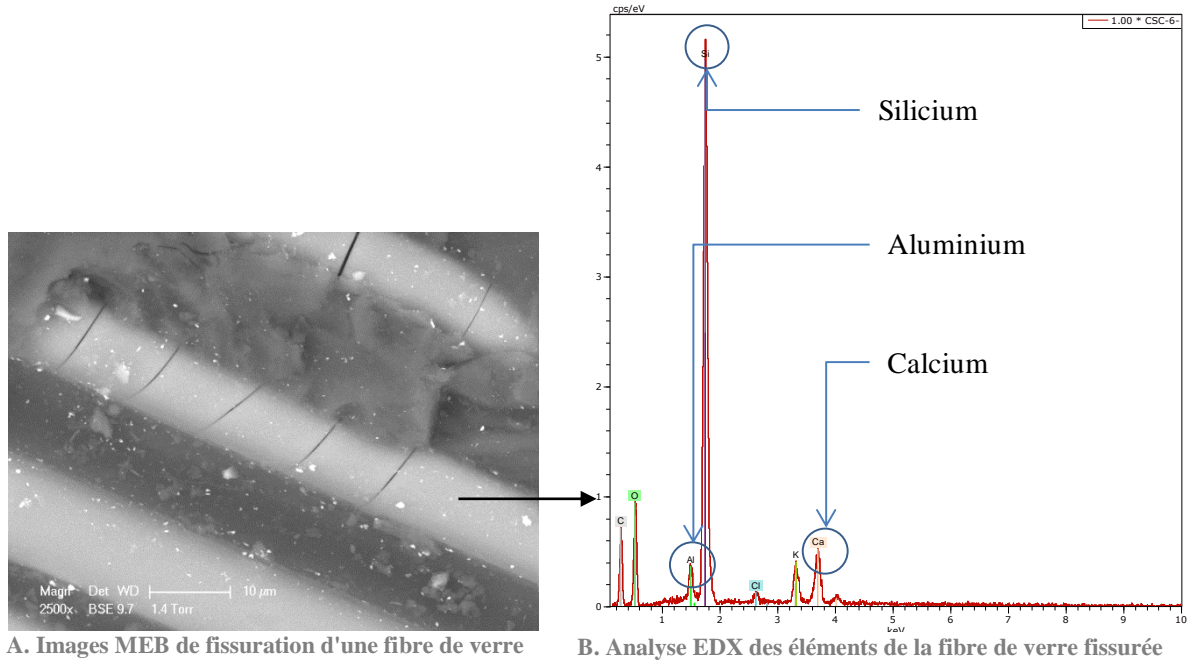 cps/eV
1.00 * CSC-6-
Si
5
Silicium
4
Aluminium
3
Calcium
2
1
O
C
Al
Cl
K
Ca
0
1 2 3 4 5 6 7 8 9 10
keV
Magn Det WD 10 µm
2500x BSE 9.7 1.4 Torr
A. Images MEB de fissuration d'une fibre de verre
B. Analyse EDX des éléments de la fibre de verre fissurée